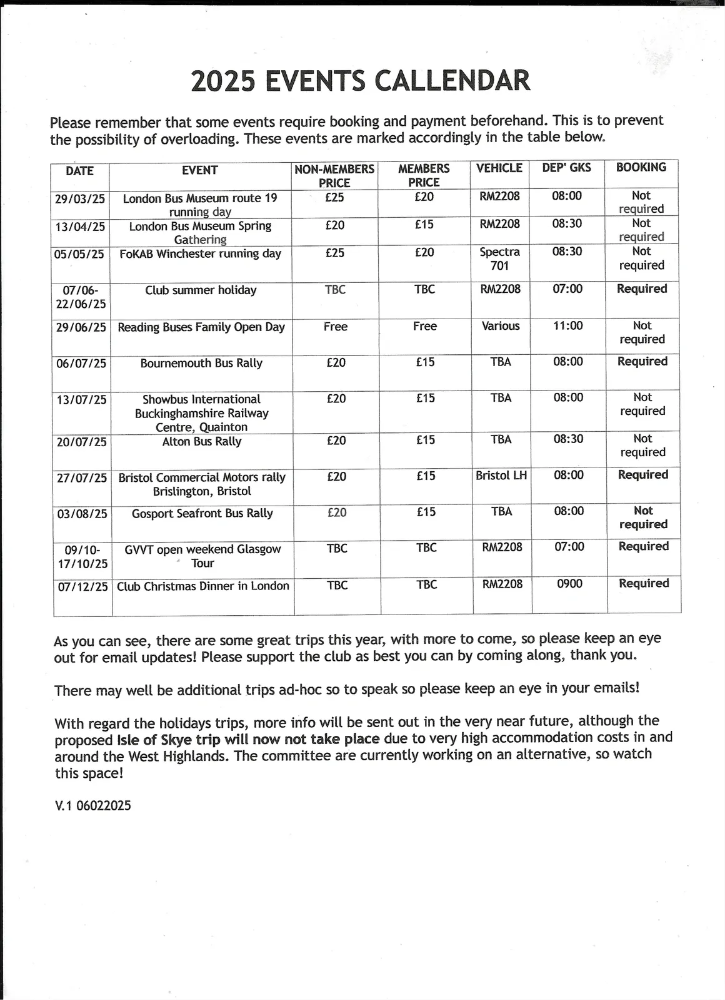 2025 EVENTS CALLENDAR
Please remember that some events require booking and payment beforehand. This is to prevent
the possibility of overloading. These events are marked accordingly in the table below.
DATE EVENT NON-MEMBERS PRICE MEMBERS PRICE VEHICLE DEP' GKS BOOKING
29/03/25 London Bus Museum route 19 running day £25 £20 RM2208 08:00 Not required
13/04/25 London Bus Museum Spring Gathering £20 £15 RM2208 08:30 Not required
05/05/25 FoKAB Winchester running day £25 £20 Spectra 701 08:30 Not required
07/06-22/06/25 Club summer holiday TBC TBC RM2208 07:00 Required
29/06/25 Reading Buses Family Open Day Free Free Various 11:00 Not required
06/07/25 Bournemouth Bus Rally £20 £15 TBA 08:00 Required
13/07/25 Showbus International Buckinghamshire Railway Centre, Quainton £20 £15 TBA 08:00 Not required
20/07/25 Alton Bus Rally £20 £15 TBA 08:30 Not required
27/07/25 Bristol Commercial Motors rally Brislington, Bristol £20 £15 Bristol LH 08:00 Required
03/08/25 Gosport Seafront Bus Rally £20 £15 TBA 08:00 Not required
09/10-17/10/25 GVVT open weekend Glasgow Tour TBC TBC RM2208 07:00 Required
07/12/25 Club Christmas Dinner in London TBC TBC RM2208 0900 Required
As you can see, there are some great trips this year, with more to come, so please keep an eye
out for email updates! Please support the club as best you can by coming along, thank you.
There may well be additional trips ad-hoc so to speak so please keep an eye in your emails!
With regard the holidays trips, more info will be sent out in the very near future, although the
proposed Isle of Skye trip will now not take place due to very high accommodation costs in and
around the West Highlands. The committee are currently working on an alternative, so watch
this space!
V.1 06022025